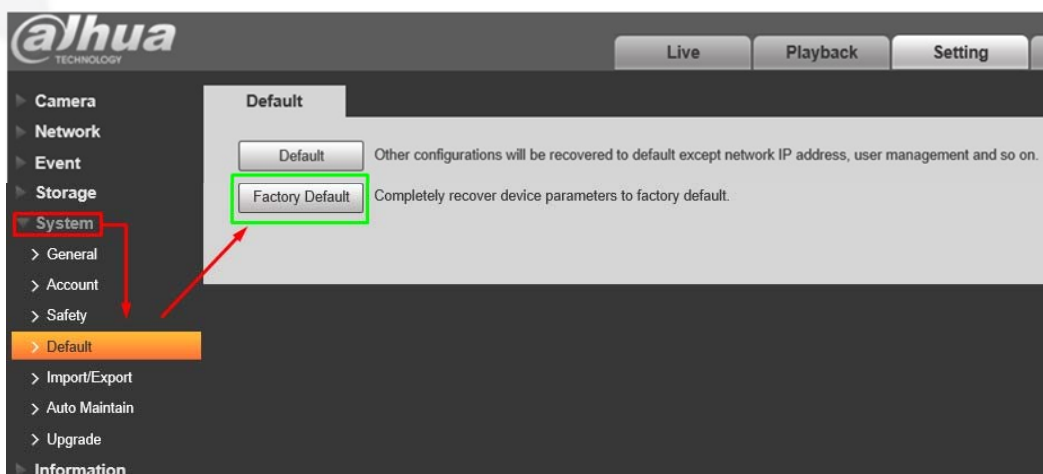 alhua
TECHNOLOGY
Live
Playback
Setting
Camera
Network
Event
Storage
System
General
Account
Safety
Default
Import/Export
Auto Maintain
Upgrade
Information
Default
Default
Other configurations will be recovered to default except network IP address, user management and so on.
Factory Default
Completely recover device parameters to factory default.